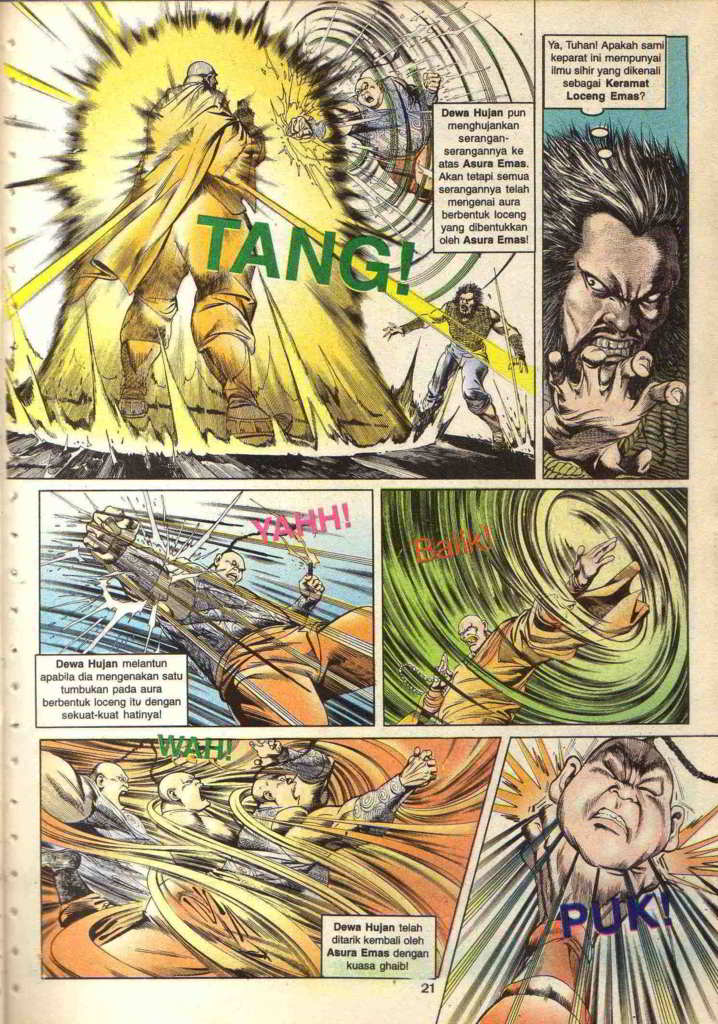 Dewa Hujan pun
menghujankan
serangan-
serangannya ke
atas Asura Emas.
Akan tetapi semua
serangannya telah
mengenai aura
berbentuk loceng
yang dibentukkan
oleh Asura Emas!
TANG!
Ya, Tuhan! Apakah sami
keparat ini mempunyai
ilmu sihir yang dikenali
sebagai Keramat
Loceng Emas?
YAHH!
Dewa Hujan melantun
apabila dia mengenakan satu
tumbukan pada aura
berbentuk loceng itu dengan
sekuat-kuat hatinya!
Balik!
WAH!
Dewa Hujan telah
ditarik kembali oleh
Asura Emas dengan
kuasa ghaib!
PUK!
21